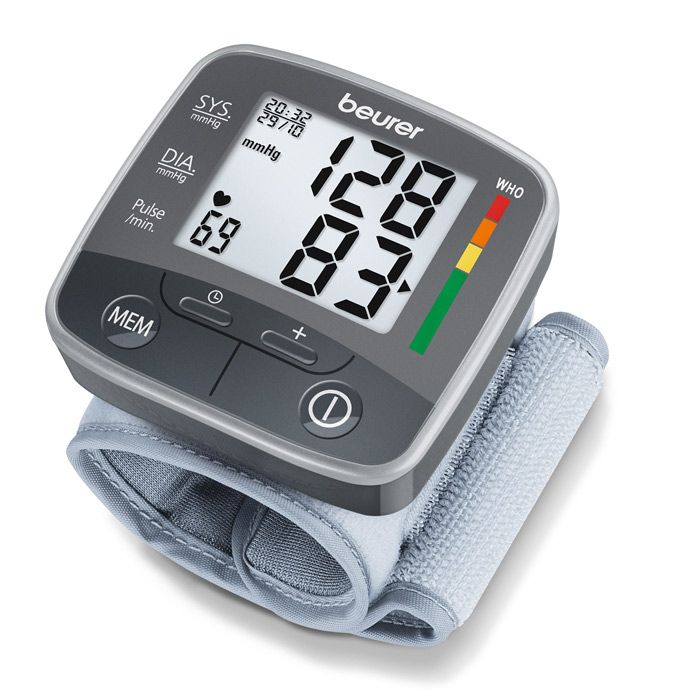 beurer
SYS.
mmHg
20:32
29/10
mmHg
128
DIA.
mmHg
83
WHO
Pulse
/min.
69
MEM
+